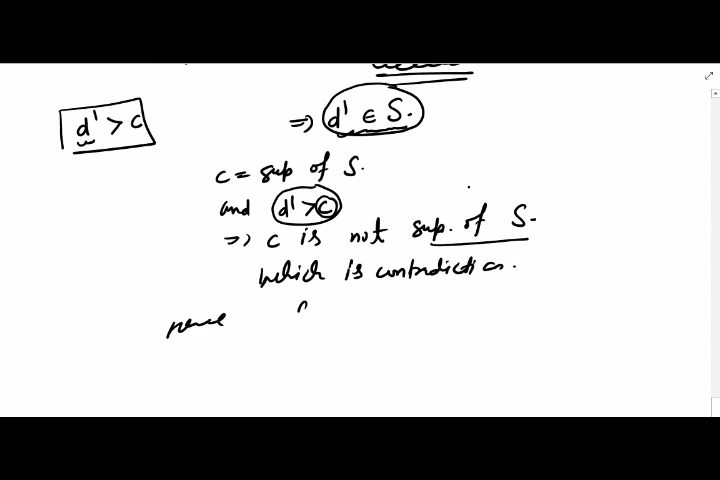 d' > c
⇒ d' ∈ S.
c = sup of S.
and d' > c
⇒ c is not sup. of S.
which is contradiction.
hence